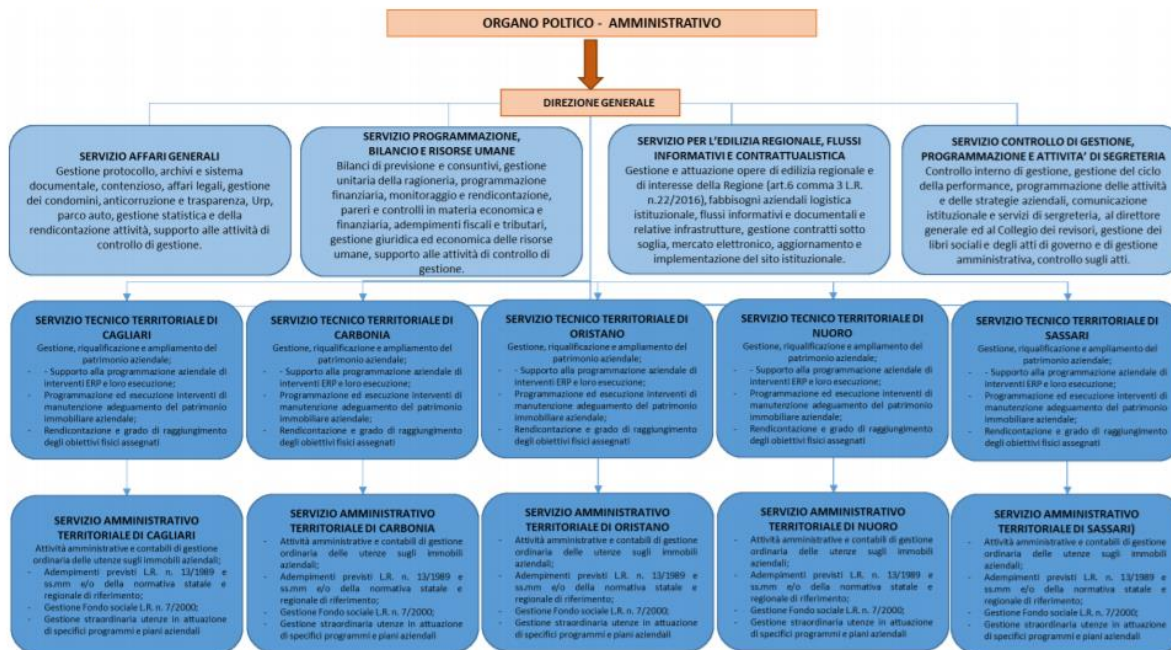 ORGANO POLTICO - AMMINISTRATIVO
DIREZIONE GENERALE
SERVIZIO AFFARI GENERALI
Gestione protocollo, archivi e sistema
documentale, contenzioso, affari legali, gestione
dei condomini, anticorruzione e trasparenza, Urp,
parco auto, gestione statistica e della
rendicontazione attività, supporto alle attività di
controllo di gestione.
SERVIZIO PROGRAMMAZIONE,
BILANCIO E RISORSE UMANE
Bilanci di previsione e consuntivi, gestione
unitaria della ragioneria, programmazione
finanziaria, monitoraggio e rendicontazione,
pareri e controlli in materia economica e
finanziaria, adempimenti fiscali e tributari,
gestione giuridica ed economica delle risorse
umane, supporto alle attività di controllo di
gestione.
SERVIZIO PER L'EDILIZIA REGIONALE, FLUSSI
INFORMATIVI E CONTRATTUALISTICA
Gestione e attuazione opere di edilizia regionale e
di interesse della Regione (art.6 comma 3 L.R.
n.22/2016), fabbisogni aziendali logistica
istituzionale, flussi informativi e documentali e
relative infrastrutture, gestione contratti sotto
soglia, mercato elettronico, aggiornamento e
implementazione del sito istituzionale.
SERVIZIO CONTROLLO DI GESTIONE,
PROGRAMMAZIONE E ATTIVITA' DI SEGRETERIA
Controllo interno di gestione, gestione del ciclo
della performance, programmazione delle attività
e delle strategie aziendali, comunicazione
istituzionale e servizi di sergreteria, al direttore
generale ed al Collegio dei revisori, gestione dei
libri sociali e degli atti di governo e di gestione
amministrativa, controllo sugli atti.
SERVIZIO TECNICO TERRITORIALE DI
CAGLIARI
Gestione, riqualificazione e ampliamento del
patrimonio aziendale;
- - Supporto alla programmazione aziendale di
interventi ERP e loro esecuzione;
- Programmazione ed esecuzione interventi di
manutenzione adeguamento del patrimonio
immobiliare aziendale;
- Rendicontazione e grado di raggiungimento
degli obiettivi fisici assegnati
SERVIZIO TECNICO TERRITORIALE DI
CARBONIA
Gestione, riqualificazione e ampliamento del
patrimonio aziendale;
- - Supporto alla programmazione aziendale di
interventi ERP e loro esecuzione;
- Programmazione ed esecuzione interventi di
manutenzione adeguamento del patrimonio
immobiliare aziendale;
- Rendicontazione e grado di raggiungimento
degli obiettivi fisici assegnati
SERVIZIO TECNICO TERRITORIALE DI
ORISTANO
Gestione, riqualificazione e ampliamento del
patrimonio aziendale;
- - Supporto alla programmazione aziendale di
interventi ERP e loro esecuzione;
- Programmazione ed esecuzione interventi di
manutenzione adeguamento del patrimonio
immobiliare aziendale;
- Rendicontazione e grado di raggiungimento
degli obiettivi fisici assegnati
SERVIZIO TECNICO TERRITORIALE DI
NUORO
Gestione, riqualificazione e ampliamento del
patrimonio aziendale;
- - Supporto alla programmazione aziendale di
interventi ERP e loro esecuzione;
- Programmazione ed esecuzione interventi di
manutenzione adeguamento del patrimonio
immobiliare aziendale;
- Rendicontazione e grado di raggiungimento
degli obiettivi fisici assegnati
SERVIZIO TECNICO TERRITORIALE DI
SASSARI
Gestione, riqualificazione e ampliamento del
patrimonio aziendale;
- - Supporto alla programmazione aziendale di
interventi ERP e loro esecuzione;
- Programmazione ed esecuzione interventi di
manutenzione adeguamento del patrimonio
immobiliare aziendale;
- Rendicontazione e grado di raggiungimento
degli obiettivi fisici assegnati
SERVIZIO AMMINISTRATIVO
TERRITORIALE DI CAGLIARI
Attività amministrative e contabili di gestione
ordinaria delle utenze sugli immobili aziendali;
- Adempimenti previsti L.R. n. 13/1989 e
ss.mm e/o della normativa statale e
regionale di riferimento;
- Gestione Fondo sociale L.R. n. 7/2000;
- Gestione straordinaria utenze in attuazione
di specifici programmi e piani aziendali
SERVIZIO AMMINISTRATIVO
TERRITORIALE DI CARBONIA
- Attività amministrative e contabili di gestione
ordinaria delle utenze sugli immobili
aziendali;
- Adempimenti previsti L.R. n. 13/1989 e
ss.mm e/o della normativa statale e
regionale di riferimento;
- Gestione Fondo sociale L.R. n. 7/2000;
- Gestione straordinaria utenze in attuazione
di specifici programmi e piani aziendali
SERVIZIO AMMINISTRATIVO
TERRITORIALE DI ORISTANO
- Attività amministrative e contabili di gestione
ordinaria delle utenze sugli immobili
aziendali;
- Adempimenti previsti L.R. n. 13/1989 e
ss.mm e/o della normativa statale e
regionale di riferimento;
- Gestione Fondo sociale L.R. n. 7/2000;
- Gestione straordinaria utenze in attuazione
di specifici programmi e piani aziendali
SERVIZIO AMMINISTRATIVO
TERRITORIALE DI NUORO
- Attività amministrative e contabili di gestione
ordinaria delle utenze sugli immobili
aziendali;
- Adempimenti previsti L.R. n. 13/1989 e
ss.mm e/o della normativa statale e
regionale di riferimento;
- Gestione Fondo sociale L.R. n. 7/2000;
- Gestione straordinaria utenze in attuazione
di specifici programmi e piani aziendali
SERVIZIO AMMINISTRATIVO
TERRITORIALE DI SASSARI)
- Attività amministrative e contabili di gestione
ordinaria delle utenze sugli immobili
aziendali;
- Adempimenti previsti L.R. n. 13/1989 e
ss.mm e/o della normativa statale e
regionale di riferimento;
- Gestione Fondo sociale L.R. n. 7/2000;
- Gestione straordinaria utenze in attuazione
di specifici programmi e piani aziendali